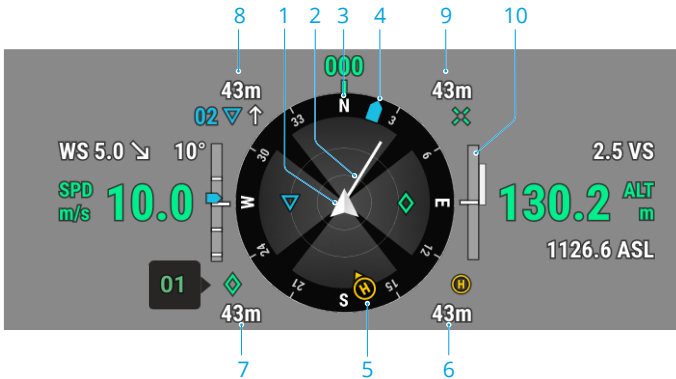 8 1 2 3 4 9 10
000
43m 43m
02
N
33 3
30 6
W E
24 12
21 15
S
H
WS 5.0 ↘ 10°
SPD
m/s 10.0
2.5 VS
130.2 ALT
m
1126.6 ASL
01
H
43m 43m
7 5 6